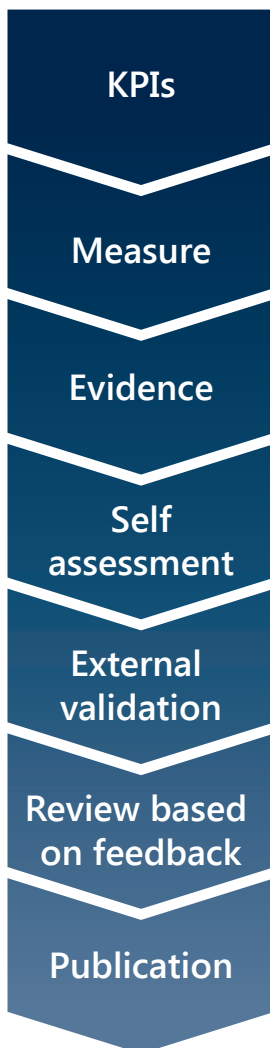 KPIs
Measure
Evidence
Self
assessment
External
validation
Review based
on feedback
Publication